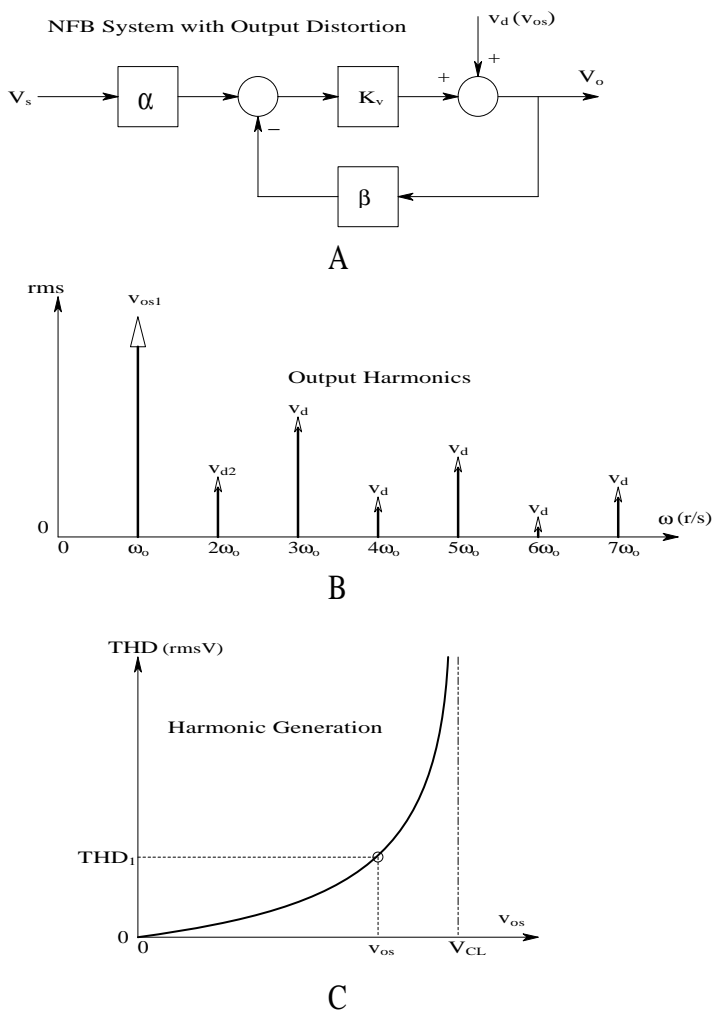 NFB System with Output Distortion
v_d (v_os)
+
V_s
α
K_v
+
V_o
−
β
A
rms
v_os1
Output Harmonics
v_d
v_d2
v_d
v_d
v_d
v_d
0
ω (r/s)
0
ω_o
2ω_o
3ω_o
4ω_o
5ω_o
6ω_o
7ω_o
B
THD (rmsV)
Harmonic Generation
THD_1
0
0
v_os
V_CL
v_os
C